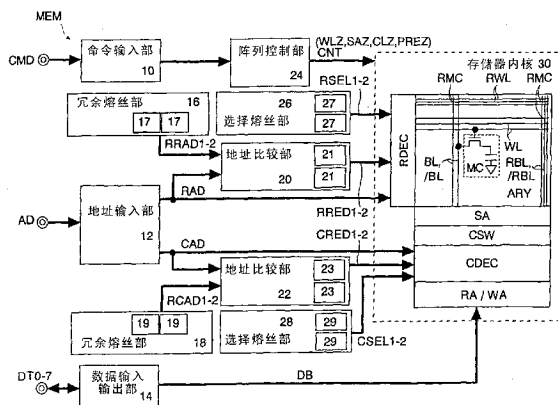 MEM
(WLZ,SAZ,CLZ,PREZ)
CMD
命令输入部
10
阵列控制部
24
CNT
存储器内核 30
RSEL1-2
RMC
RWL
RMC
冗余熔丝部 16
17 17
26 27
选择熔丝部 27
RRAD1-2
RDEC
WL
BL,
/BL
MC
RBL,
/RBL
ARY
地址比较部 21
20 21
RAD
RRED1-2
CRED1-2
AD
地址输入部
12
CAD
SA
CSW
CDEC
RA / WA
地址比较部 23
22 23
RCAD1-2
19 19
冗余熔丝部 18
28 29
选择熔丝部 29
CSEL1-2
DT0-7
数据输入
输出部
14
DB